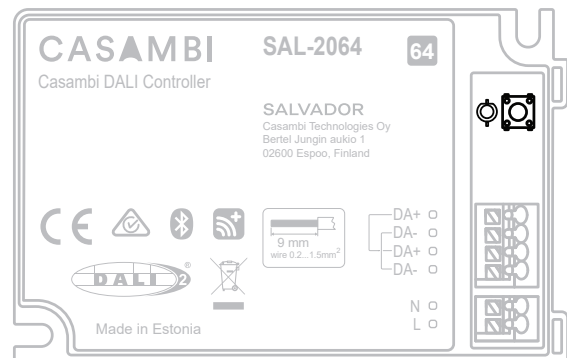 CASAMBI
SAL-2064
64
Casambi DALI Controller
SALVADOR
Casambi Technologies Oy
Bertel Jungin aukio 1
02600 Espoo, Finland
CE
9 mm
wire 0.2...1.5mm²
DA+
DA-
DA+
DA-
DALI 2®
N
L
Made in Estonia